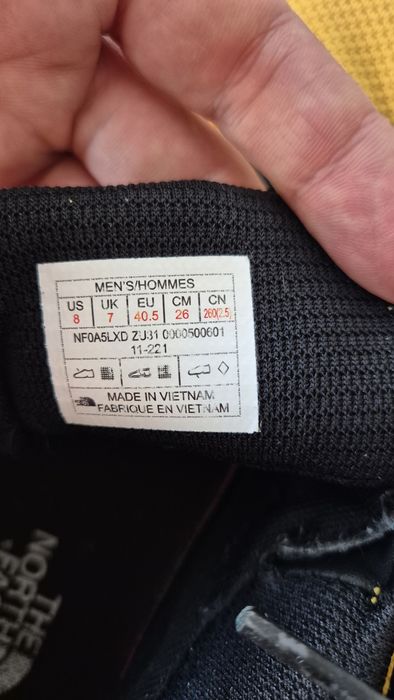 MEN'S/HOMMES
US UK EU CM CN
8 7 40.5 26 260(2.5)
NF0A5LXD ZU31 0000500601
11-221
MADE IN VIETNAM
FABRIQUE EN VIETNAM
THE
NORTH
FA